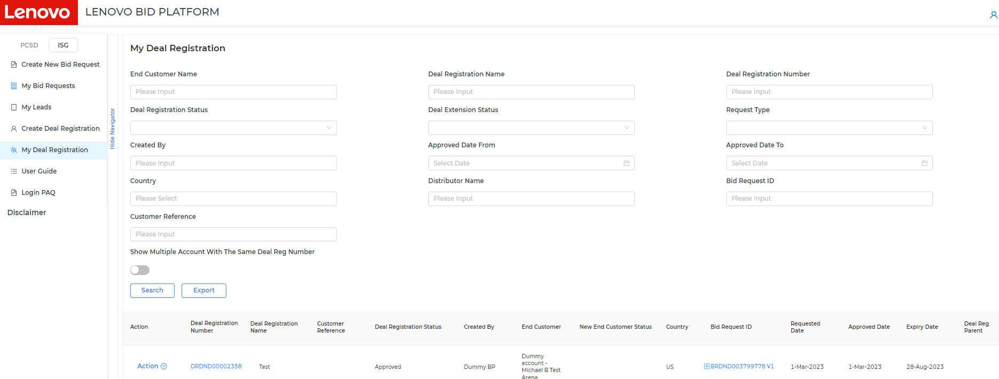 Lenovo
LENOVO BID PLATFORM
PCSD ISG
Create New Bid Request
My Bid Requests
My Leads
Create Deal Registration
My Deal Registration
User Guide
Login PAQ
Disclaimer
Hide Navigator
My Deal Registration
End Customer Name Deal Registration Name Deal Registration Number
Please Input Please Input Please Input
Deal Registration Status Deal Extension Status Request Type
Created By Approved Date From Approved Date To
Please Input Select Date Select Date
Country Distributor Name Bid Request ID
Please Select Please Input Please Input
Customer Reference
Please Input
Show Multiple Account With The Same Deal Reg Number
Search Export
Action Deal Registration Number Deal Registration Name Customer Reference Deal Registration Status Created By End Customer New End Customer Status Country Bid Request ID Requested Date Approved Date Expiry Date Deal Reg Parent
Action DRDND00002358 Test Approved Dummy BP Dummy account - Michael B Test Arena US BRDND003799778 V1 1-Mar-2023 1-Mar-2023 28-Aug-2023